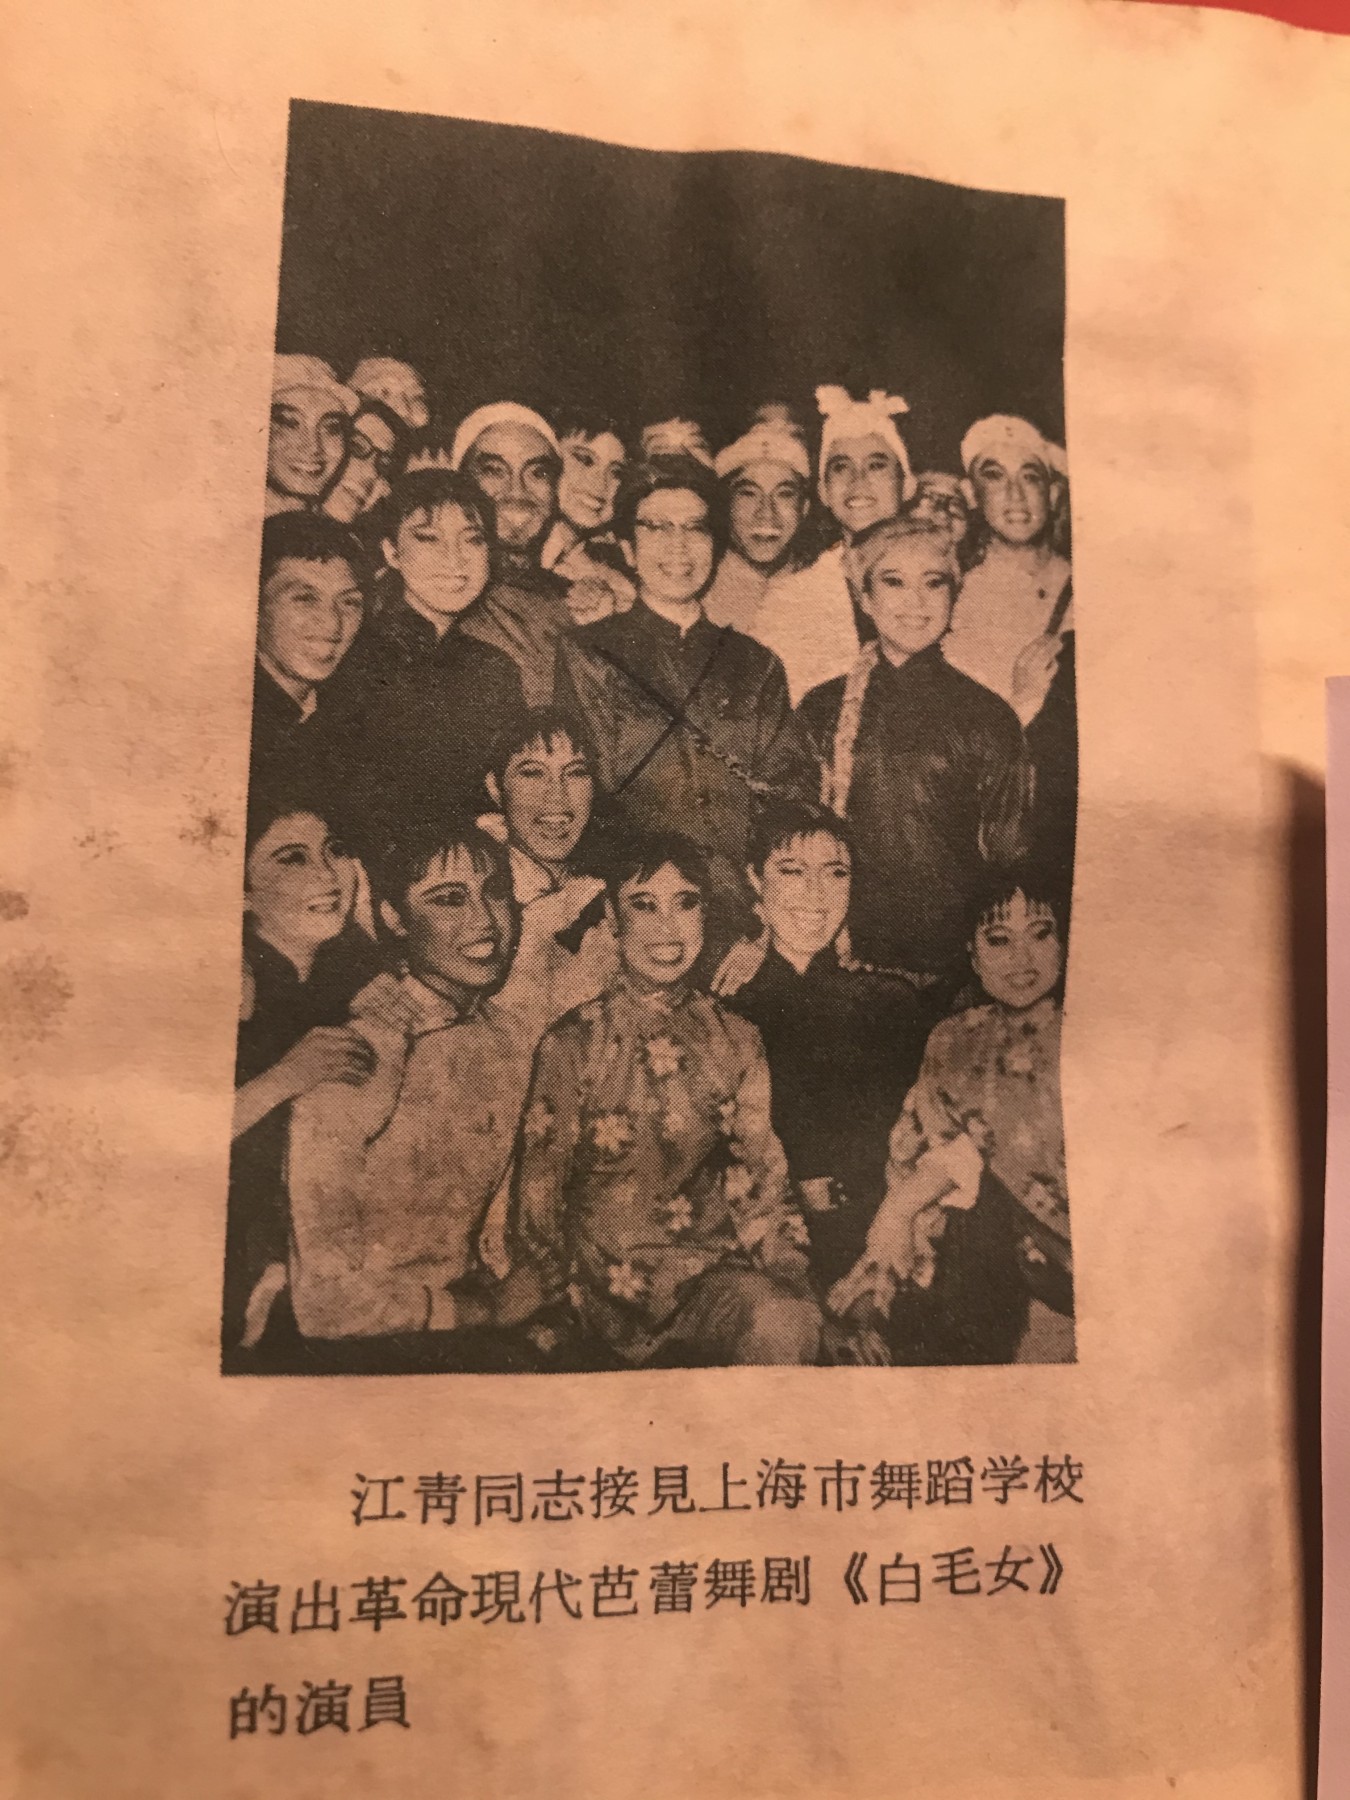 江青同志接見上海市舞蹈学校
演出革命現代芭蕾舞剧《白毛女》
的演員